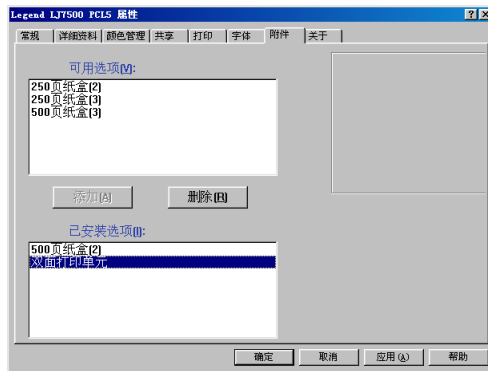 Legend LJ7500 PCL5 属性
常规 详细资料 颜色管理 共享 打印 字体 附件 关于
可用选项(V):
250页纸盒(2)
250页纸盒(3)
500页纸盒(3)
添加(A) 删除(R)
已安装选项(I):
500页纸盒(2)
双面打印单元
确定 取消 应用(A) 帮助